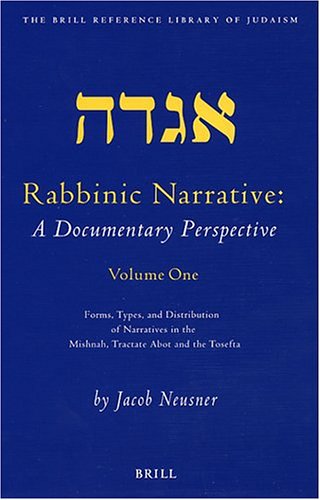 THE BRILL REFERENCE LIBRARY OF JUDAISM
אגדה
Rabbinic Narrative:
A Documentary Perspective
Volume One
Forms, Types, and Distribution
of Narratives in the
Mishnah, Tractate Abot and the Tosefta
by Jacob Neusner
BRILL